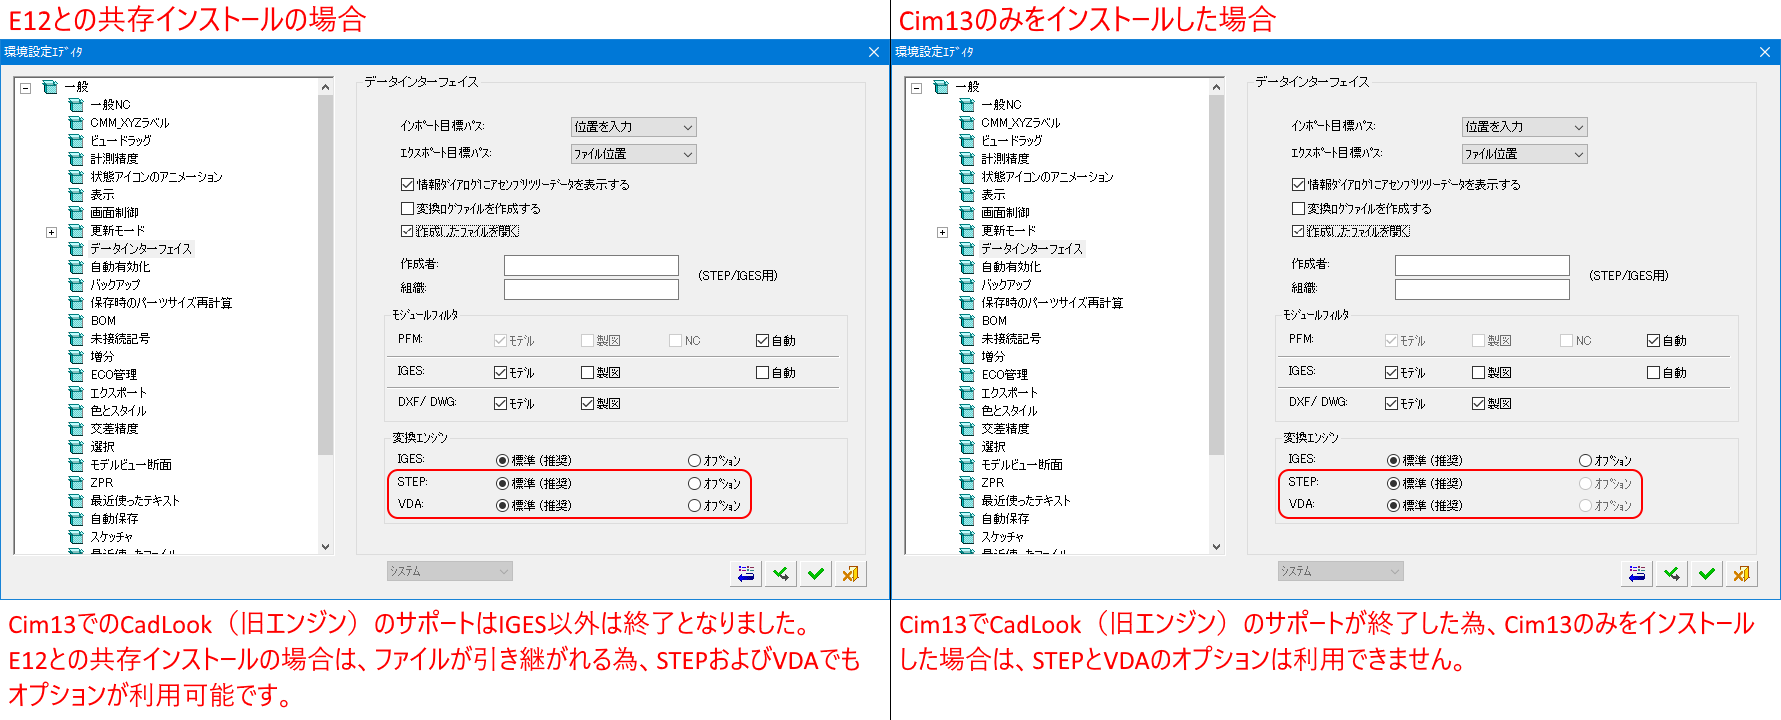 E12との共存インストールの場合
環境設定ｴﾃﾞｨﾀ
一般
一般NC
CMM_XYZラベル
ビュードラッグ
計測精度
状態アイコンのアニメーション
表示
画面制御
更新モード
データインターフェイス
自動有効化
バックアップ
保存時のパーツサイズ再計算
BOM
未接続記号
増分
ECO管理
エクスポート
色とスタイル
交差精度
選択
モデルビュー断面
ZPR
最近使ったテキスト
自動保存
スケッチャ
最近使ったファイル
データインターフェイス
ｲﾝﾎﾟｰﾄ目標ﾊﾟｽ: 位置を入力
ｴｸｽﾎﾟｰﾄ目標ﾊﾟｽ: ﾌｧｲﾙ位置
情報ﾀﾞｲｱﾛｸﾞにｱｾﾝﾌﾞﾘﾂﾘｰﾃﾞｰﾀを表示する
変換ﾛｸﾞﾌｧｲﾙを作成する
作成したﾌｧｲﾙを開く
作成者:
(STEP/IGES用)
組織:
ﾓｼﾞｭｰﾙﾌｨﾙﾀ
PFM: ﾓﾃﾞﾙ 製図 NC 自動
IGES: ﾓﾃﾞﾙ 製図 自動
DXF/ DWG: ﾓﾃﾞﾙ 製図
変換ｴﾝｼﾞﾝ
IGES: 標準 (推奨) ｵﾌﾟｼｮﾝ
STEP: 標準 (推奨) ｵﾌﾟｼｮﾝ
VDA: 標準 (推奨) ｵﾌﾟｼｮﾝ
ｼｽﾃﾑ
Cim13でのCadLook（旧エンジン）のサポートはIGES以外は終了となりました。
E12との共存インストールの場合は、ファイルが引き継がれる為、STEPおよびVDAでも
オプションが利用可能です。
Cim13のみをインストールした場合
環境設定ｴﾃﾞｨﾀ
一般
一般NC
CMM_XYZラベル
ビュードラッグ
計測精度
状態アイコンのアニメーション
表示
画面制御
更新モード
データインターフェイス
自動有効化
バックアップ
保存時のパーツサイズ再計算
BOM
未接続記号
増分
ECO管理
エクスポート
色とスタイル
交差精度
選択
モデルビュー断面
ZPR
最近使ったテキスト
自動保存
スケッチャ
最近使ったファイル
データインターフェイス
ｲﾝﾎﾟｰﾄ目標ﾊﾟｽ: 位置を入力
ｴｸｽﾎﾟｰﾄ目標ﾊﾟｽ: ﾌｧｲﾙ位置
情報ﾀﾞｲｱﾛｸﾞにｱｾﾝﾌﾞﾘﾂﾘｰﾃﾞｰﾀを表示する
変換ﾛｸﾞﾌｧｲﾙを作成する
作成したﾌｧｲﾙを開く
作成者:
(STEP/IGES用)
組織:
ﾓｼﾞｭｰﾙﾌｨﾙﾀ
PFM: ﾓﾃﾞﾙ 製図 NC 自動
IGES: ﾓﾃﾞﾙ 製図 自動
DXF/ DWG: ﾓﾃﾞﾙ 製図
変換ｴﾝｼﾞﾝ
IGES: 標準 (推奨) ｵﾌﾟｼｮﾝ
STEP: 標準 (推奨) ｵﾌﾟｼｮﾝ
VDA: 標準 (推奨) ｵﾌﾟｼｮﾝ
ｼｽﾃﾑ
Cim13でCadLook（旧エンジン）のサポートが終了した為、Cim13のみをインストール
した場合は、STEPとVDAのオプションは利用できません。